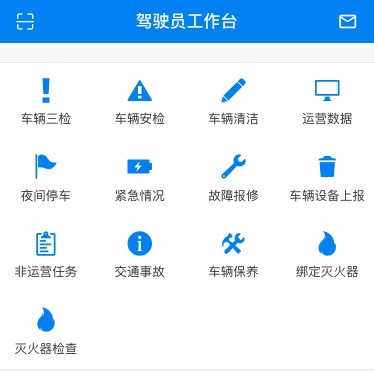 驾驶员工作台
车辆三检 车辆安检 车辆清洁 运营数据
夜间停车 紧急情况 故障报修 车辆设备上报
非运营任务 交通事故 车辆保养 绑定灭火器
灭火器检查